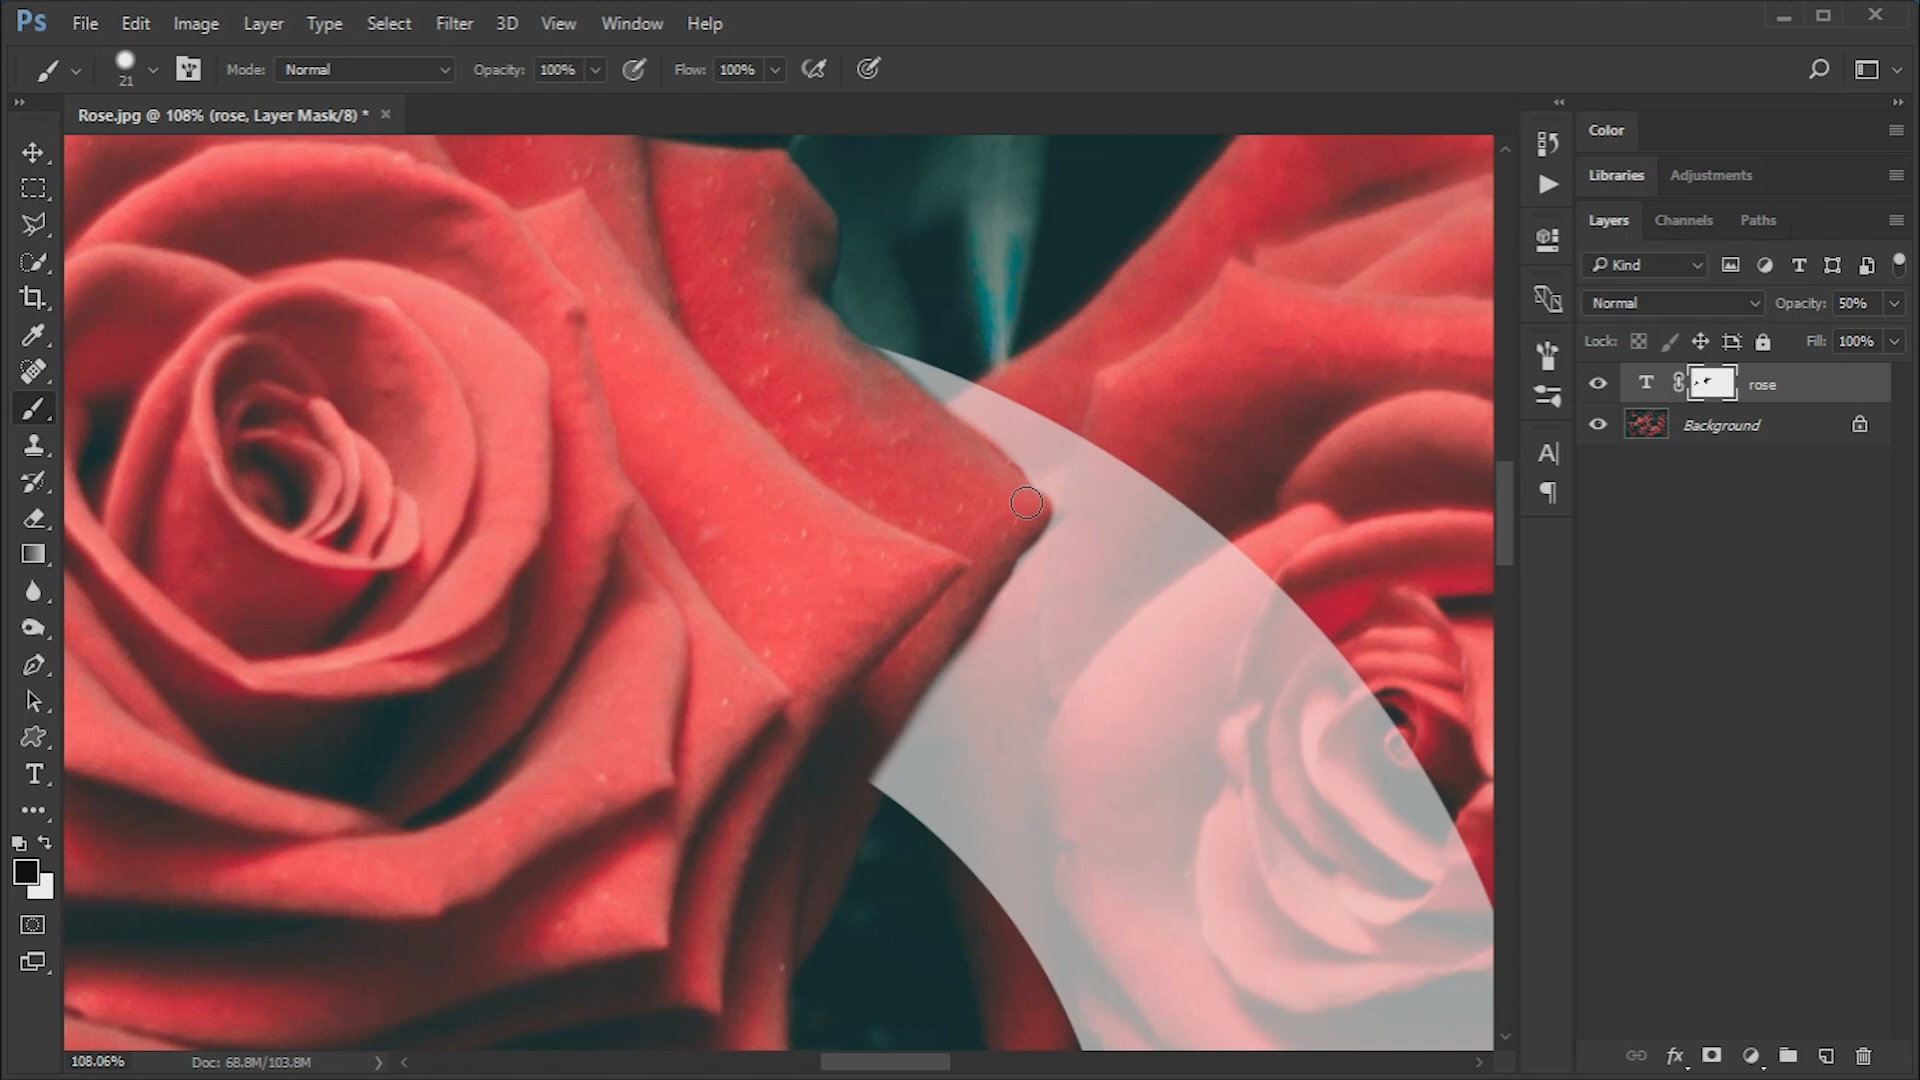 Ps File Edit Image Layer Type Select Filter 3D View Window Help
21 Mode: Normal Opacity: 100% Flow: 100%
Rose.jpg @ 108% (rose, Layer Mask/8) *
Color
Libraries Adjustments
Layers Channels Paths
Kind
Normal Opacity: 50%
Lock: Fill: 100%
rose
Background
108.06% Doc: 68.8M/103.8M